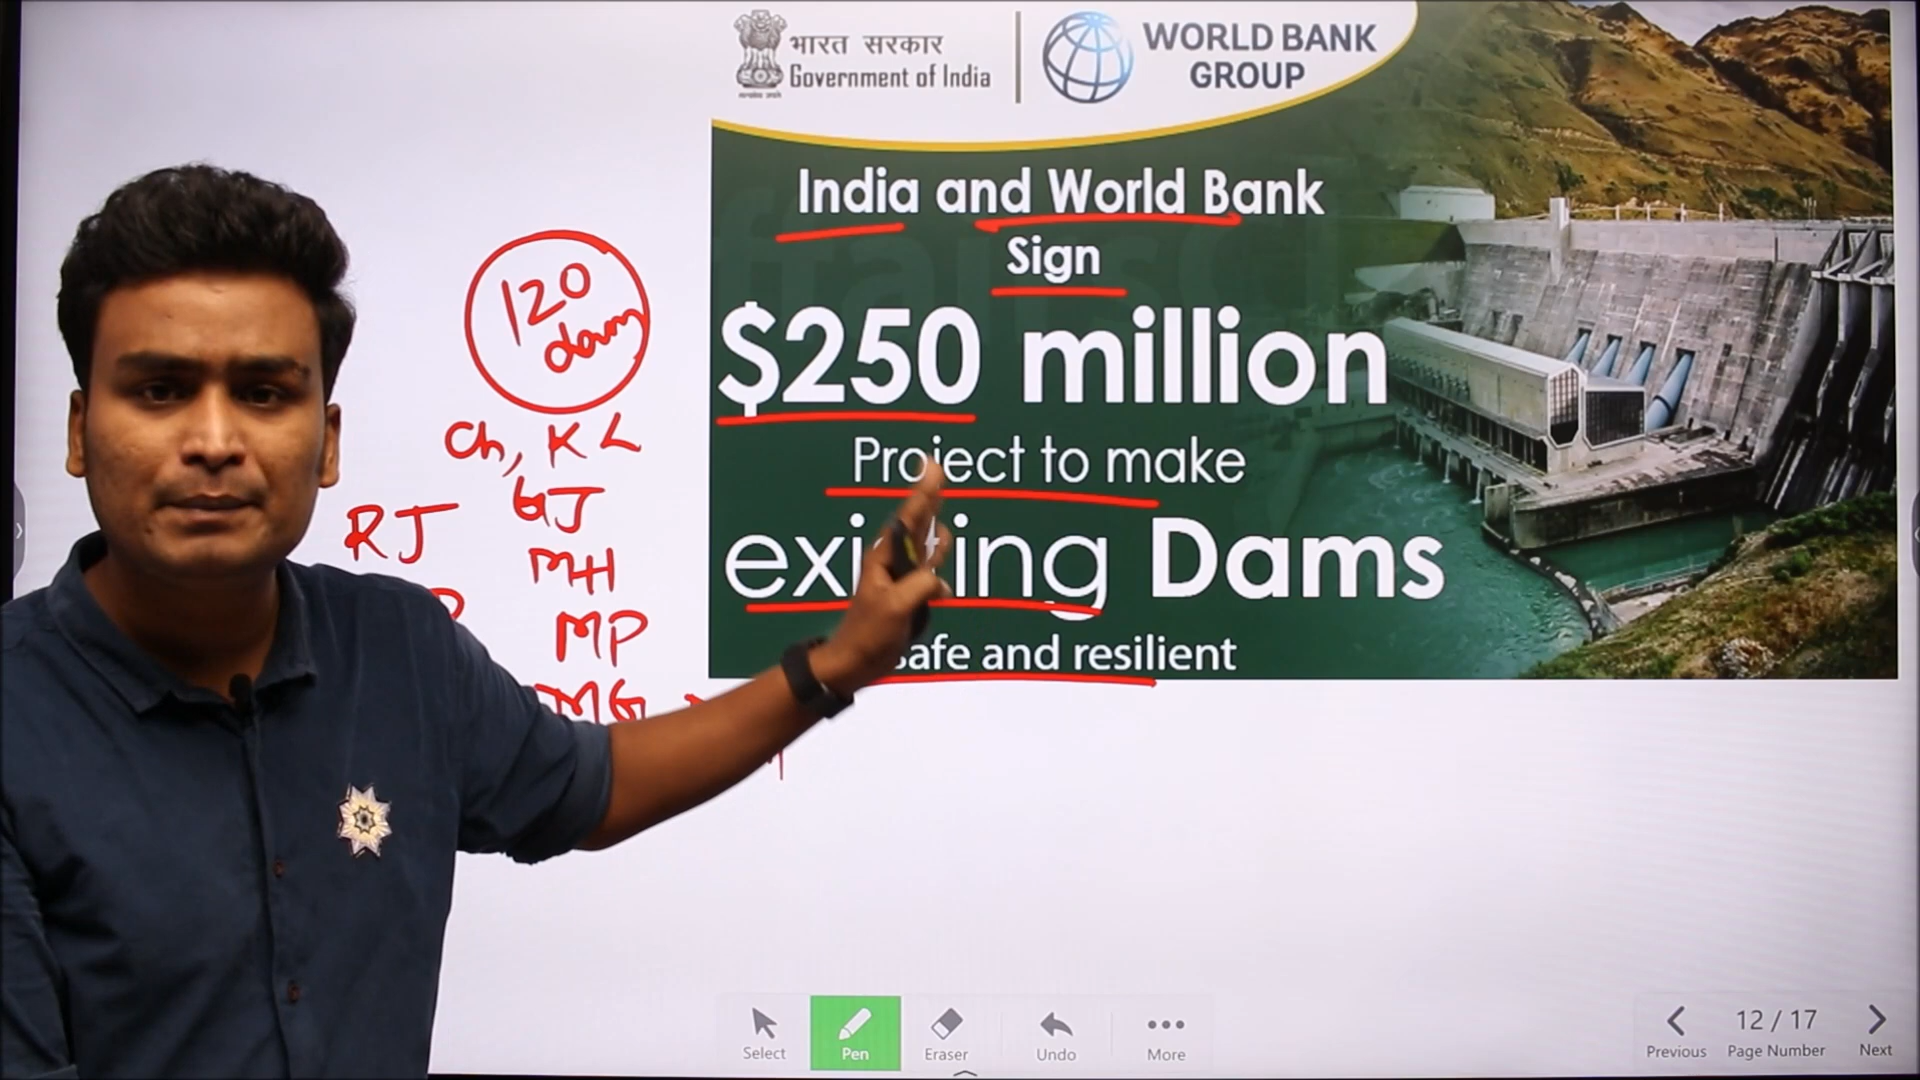 भारत सरकार
Government of India
WORLD BANK
GROUP
India and World Bank
Sign
$250 million
Project to make
existing Dams
safe and resilient
120
dam
Ch, KL
GJ
RJ
MH
MP
MG
Select
Pen
Eraser
Undo
More
Previous
12 / 17
Page Number
Next